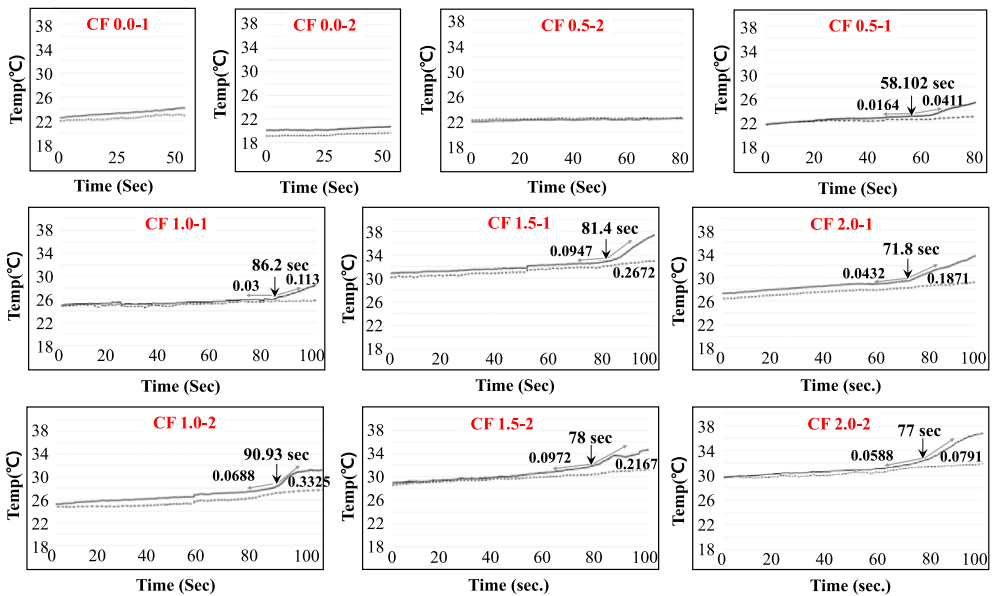 CF 0.0-1
Temp(℃)
38
34
30
26
22
18
0 25 50
Time (Sec)
CF 0.0-2
Temp(℃)
38
34
30
26
22
18
0 25 50
Time (Sec)
CF 0.5-2
Temp(℃)
38
34
30
26
22
18
0 20 40 60 80
Time (Sec)
CF 0.5-1
Temp(℃)
38
34
30
26
22
18
58.102 sec
0.0164 0.0411
0 20 40 60 80
Time (Sec)
CF 1.0-1
Temp(℃)
38
34
30
26
22
18
86.2 sec
0.03 0.113
0 20 40 60 80 100
Time (Sec)
CF 1.5-1
Temp(℃)
38
34
30
26
22
18
81.4 sec
0.0947
0.2672
0 20 40 60 80 100
Time (Sec)
CF 2.0-1
Temp(℃)
38
34
30
26
22
18
71.8 sec
0.0432 0.1871
0 20 40 60 80 100
Time (sec.)
CF 1.0-2
Temp(℃)
38
34
30
26
22
18
90.93 sec
0.0688 0.3325
0 20 40 60 80 100
Time (Sec)
CF 1.5-2
Temp(℃)
38
34
30
26
22
18
78 sec
0.0972 0.2167
0 20 40 60 80 100
Time (sec.)
CF 2.0-2
Temp(℃)
38
34
30
26
22
18
77 sec
0.0588 0.0791
0 20 40 60 80 100
Time (sec.)